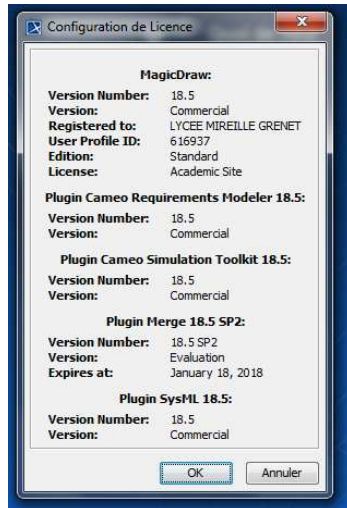 Configuration de Licence
MagicDraw:
Version Number: 18.5
Version: Commercial
Registered to: LYCEE MIREILLE GRENET
User Profile ID: 616937
Edition: Standard
License: Academic Site
Plugin Cameo Requirements Modeler 18.5:
Version Number: 18.5
Version: Commercial
Plugin Cameo Simulation Toolkit 18.5:
Version Number: 18.5
Version: Commercial
Plugin Merge 18.5 SP2:
Version Number: 18.5 SP2
Version: Evaluation
Expires at: January 18, 2018
Plugin SysML 18.5:
Version Number: 18.5
Version: Commercial
OK Annuler